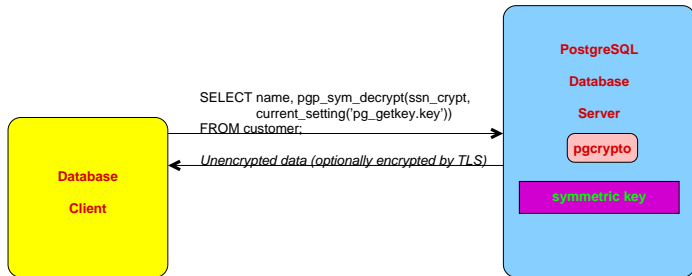 PostgreSQL
Database
Server
pgcrypto
symmetric key
SELECT name, pgp_sym_decrypt(ssn_crypt,
current_setting('pg_getkey.key'))
FROM customer;
Unencrypted data (optionally encrypted by TLS)
Database
Client